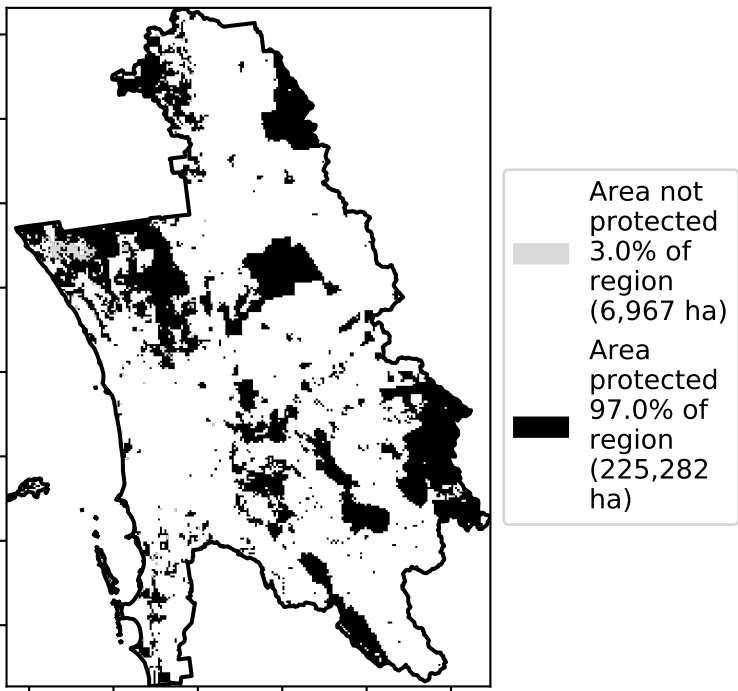 Area not
protected
3.0% of
region
(6,967 ha)
Area
protected
97.0% of
region
(225,282
ha)